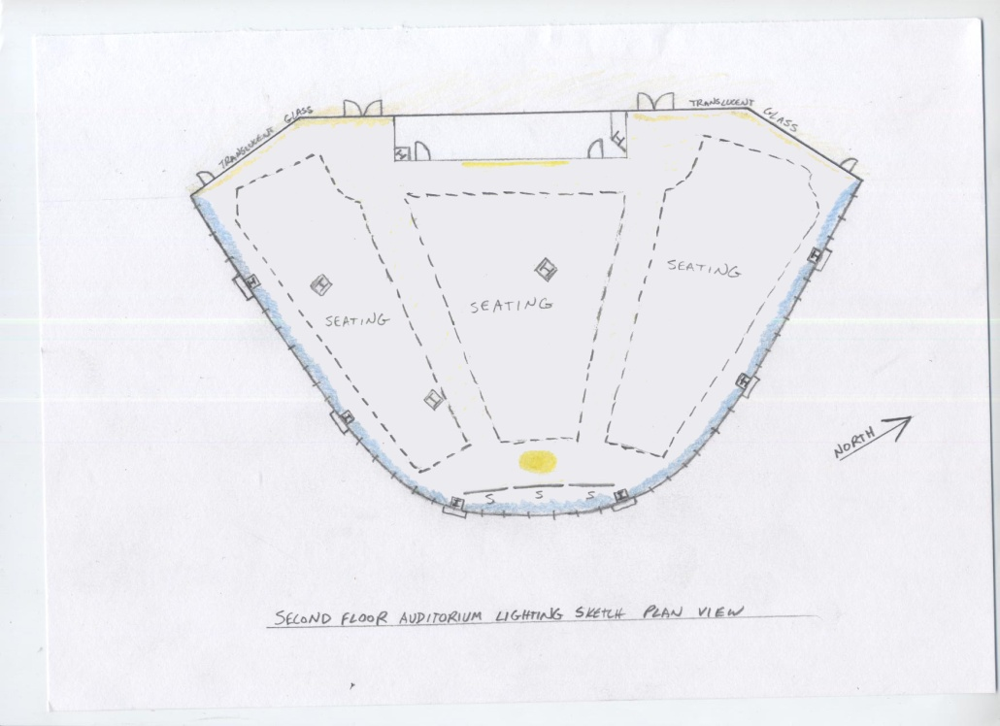 TRANSLUCENT GLASS
TRANSLUCENT GLASS
SEATING
SEATING
SEATING
NORTH
S S S
SECOND FLOOR AUDITORIUM LIGHTING SKETCH PLAN VIEW